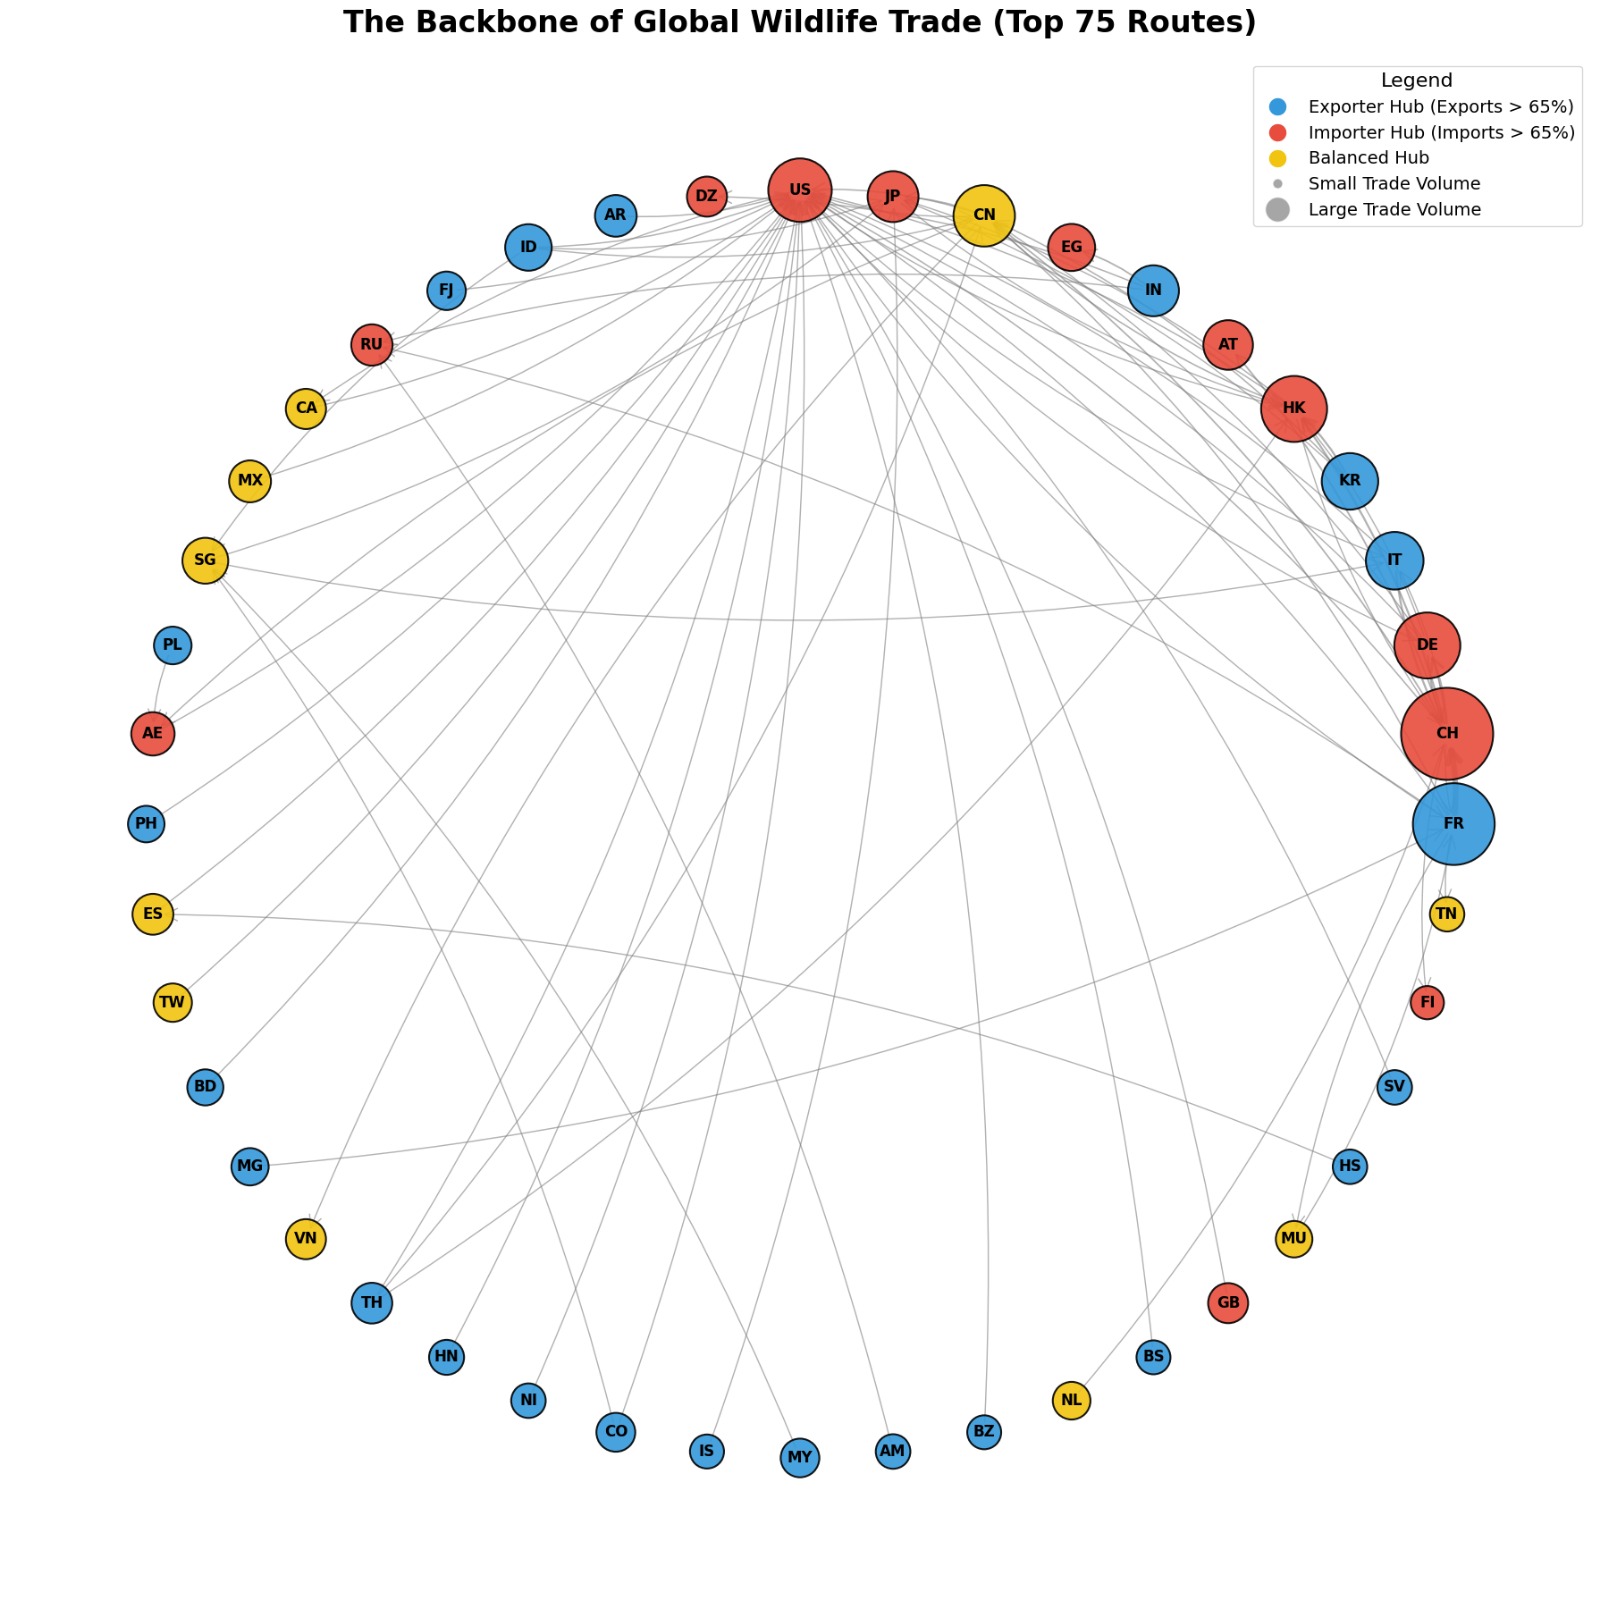 The Backbone of Global Wildlife Trade (Top 75 Routes)
Legend
Exporter Hub (Exports > 65%)
Importer Hub (Imports > 65%)
Balanced Hub
Small Trade Volume
Large Trade Volume
US
DZ
JP
AR
CN
ID
EG
FJ
IN
RU
AT
CA
HK
MX
KR
SG
IT
PL
DE
AE
CH
PH
FR
ES
TN
TW
FI
BD
SV
MG
HS
VN
MU
TH
GB
HN
BS
NI
NL
CO
BZ
IS
AM
MY